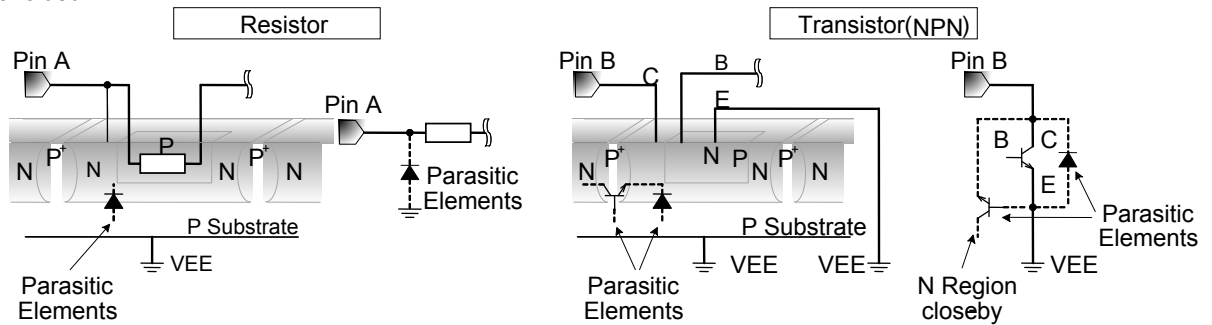 Resistor
Pin A
P
N
P+
N
P+
N
P Substrate
VEE
Parasitic
Elements
Pin A
Parasitic
Elements
Transistor(NPN)
Pin B
C
B
E
N
P+
N
P
P+
N
N
P Substrate
VEE
VEE
Parasitic
Elements
Pin B
B
C
E
Parasitic
Elements
VEE
N Region
closeby